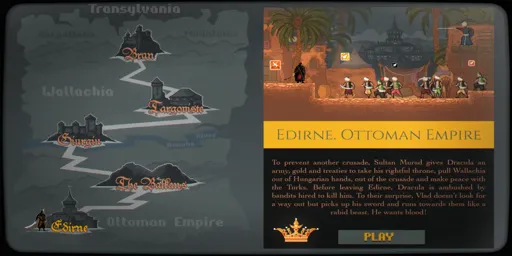 Transylvania
Bran
Wallachia
Targoviste
Giurgiu
The Balkans
Edirne
Ottoman Empire
EDIRNE. OTTOMAN EMPIRE
To prevent another crusade, Sultan Murad gives Dracula an
army, gold and treaties to take his rightful throne, pull Wallachia
out of Hungarian hands, out of the crusade and make peace with
the Turks. Before leaving Edirne, Dracula is ambushed by
bandits hired to kill him. To their surprise, Vlad doesn't look for
a way out but picks up his sword and runs towards them like a
rabid beast. He wants blood!
PLAY